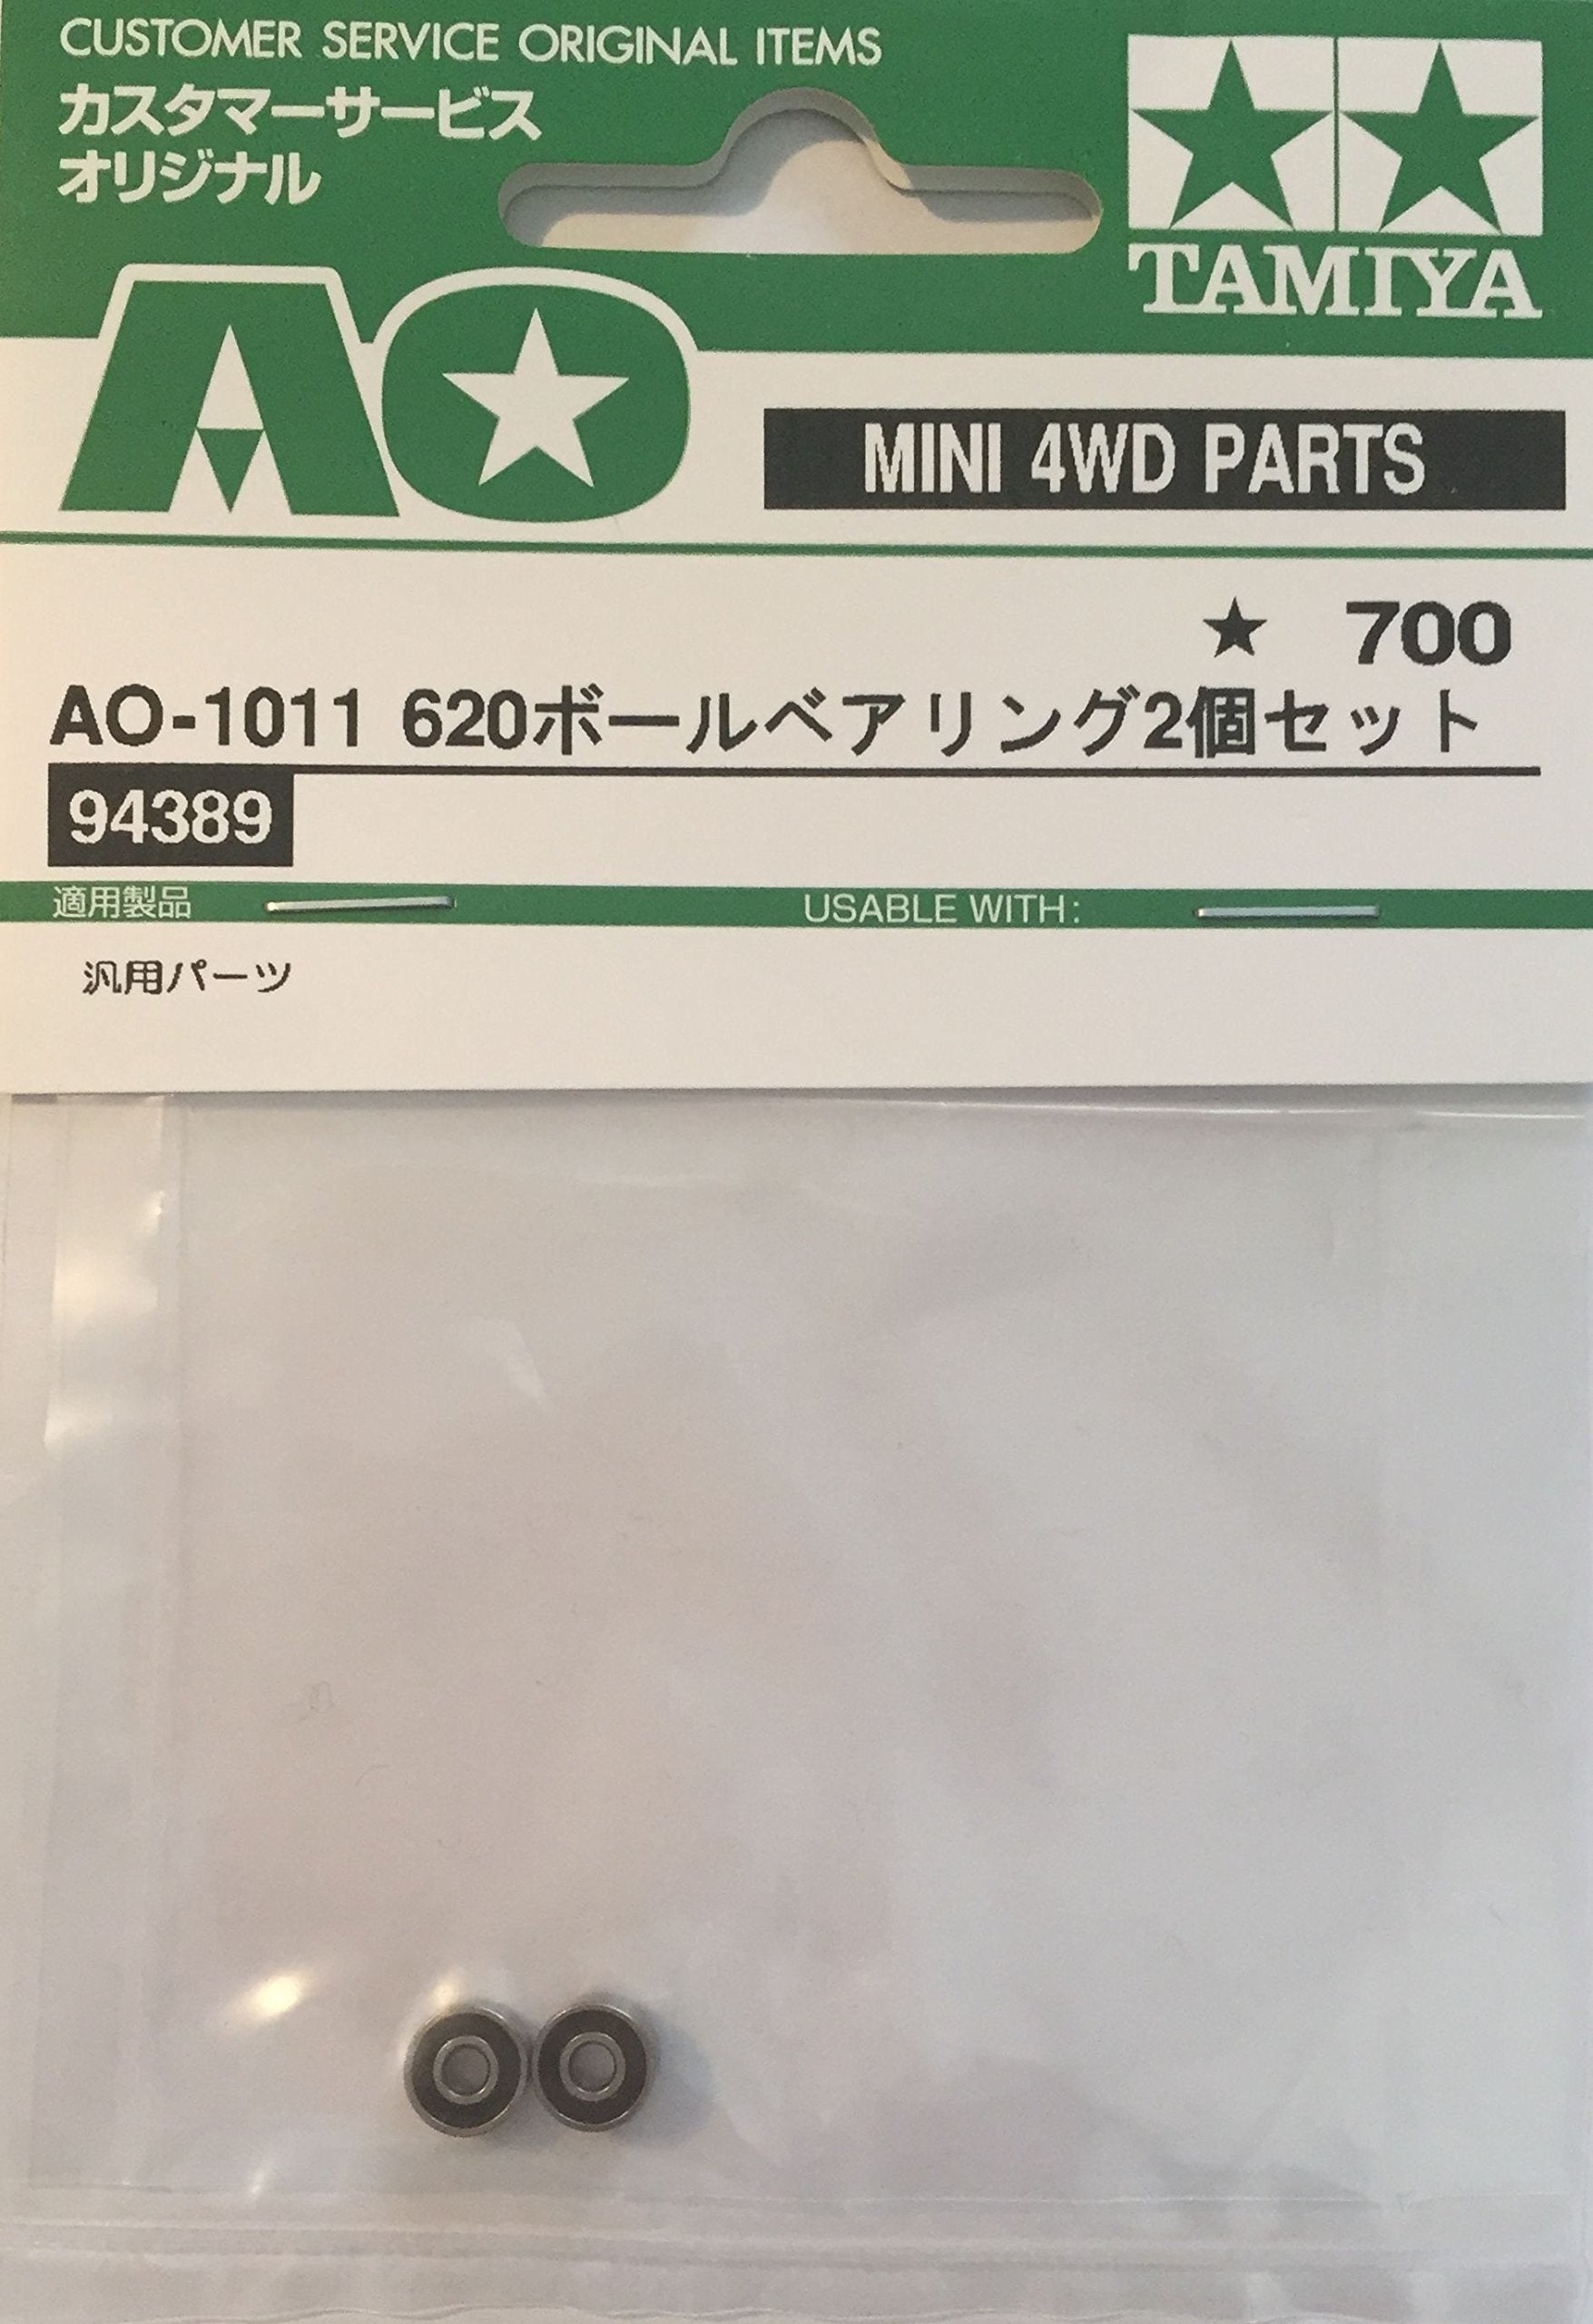 CUSTOMER SERVICE ORIGINAL ITEMS
カスタマーサービス
オリジナル
TAMIYA
AO
MINI 4WD PARTS
★ 700
AO-1011 620ボールベアリング2個セット
94389
適用製品 USABLE WITH:
汎用パーツ